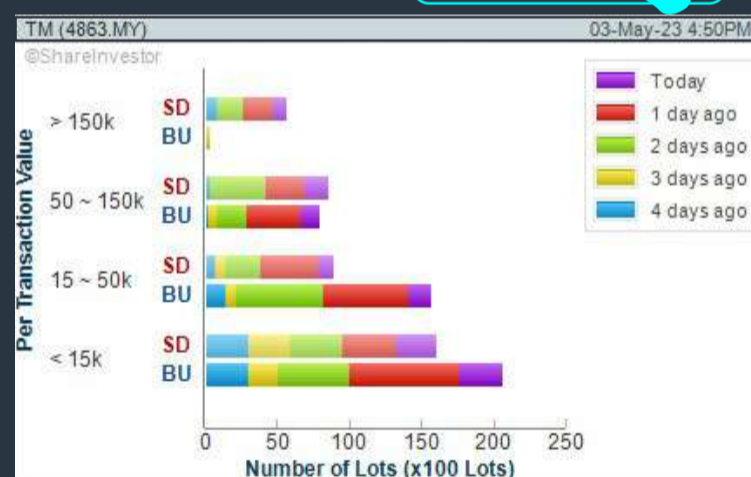 TM (4863.MY) 03-May-23 4:50PM
©ShareInvestor
Today
1 day ago
2 days ago
3 days ago
4 days ago
Per Transaction Value
> 150k
SD
BU
50 ~ 150k
SD
BU
15 ~ 50k
SD
BU
< 15k
SD
BU
0 50 100 150 200 250
Number of Lots (x100 Lots)